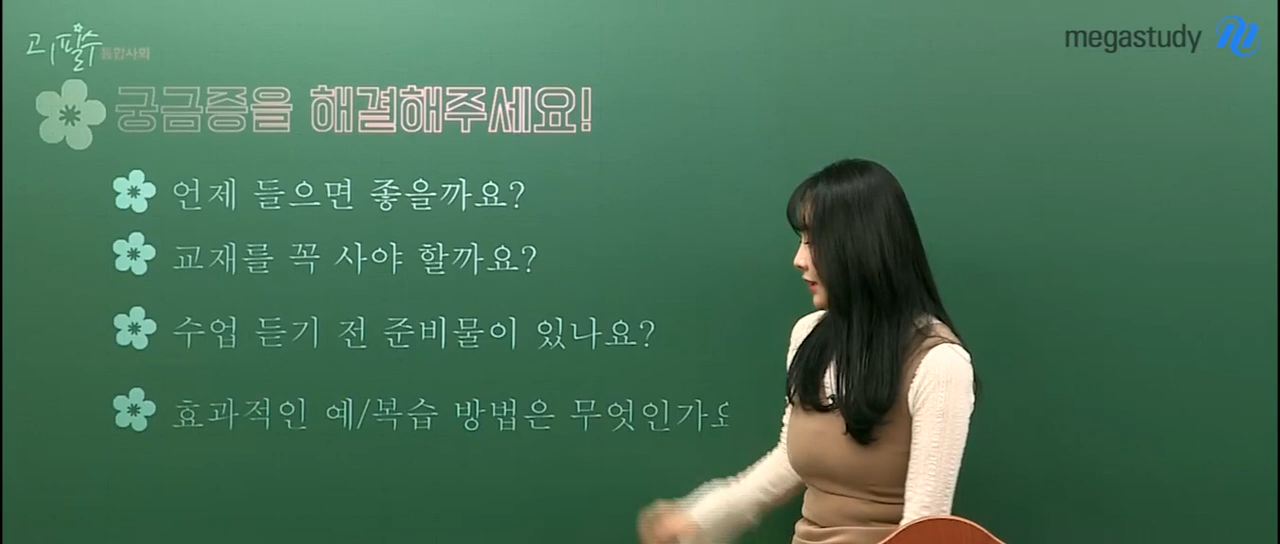 고1 필수 통합사회
megastudy
궁금증을 해결해주세요!
언제 들으면 좋을까요?
교재를 꼭 사야 할까요?
수업 듣기 전 준비물이 있나요?
효과적인 예/복습 방법은 무엇인가요